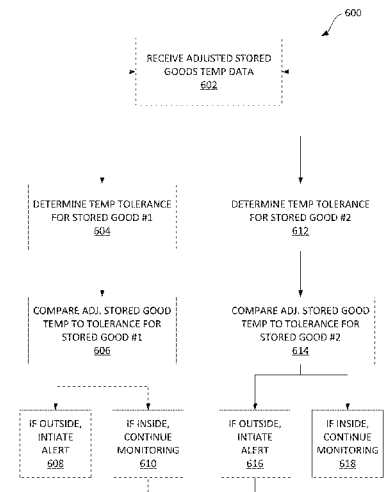 600
RECEIVE ADJUSTED STORED
GOODS TEMP DATA
602
DETERMINE TEMP TOLERANCE
FOR STORED GOOD #1
604
DETERMINE TEMP TOLERANCE
FOR STORED GOOD #2
612
COMPARE ADJ. STORED GOOD
TEMP TO TOLERANCE FOR
STORED GOOD #1
606
COMPARE ADJ. STORED GOOD
TEMP TO TOLERANCE FOR
STORED GOOD #2
614
IF OUTSIDE,
INTIATE
ALERT
608
IF INSIDE,
CONTINUE
MONITORING
610
IF OUTSIDE,
INTIATE
ALERT
616
IF INSIDE,
CONTINUE
MONITORING
618